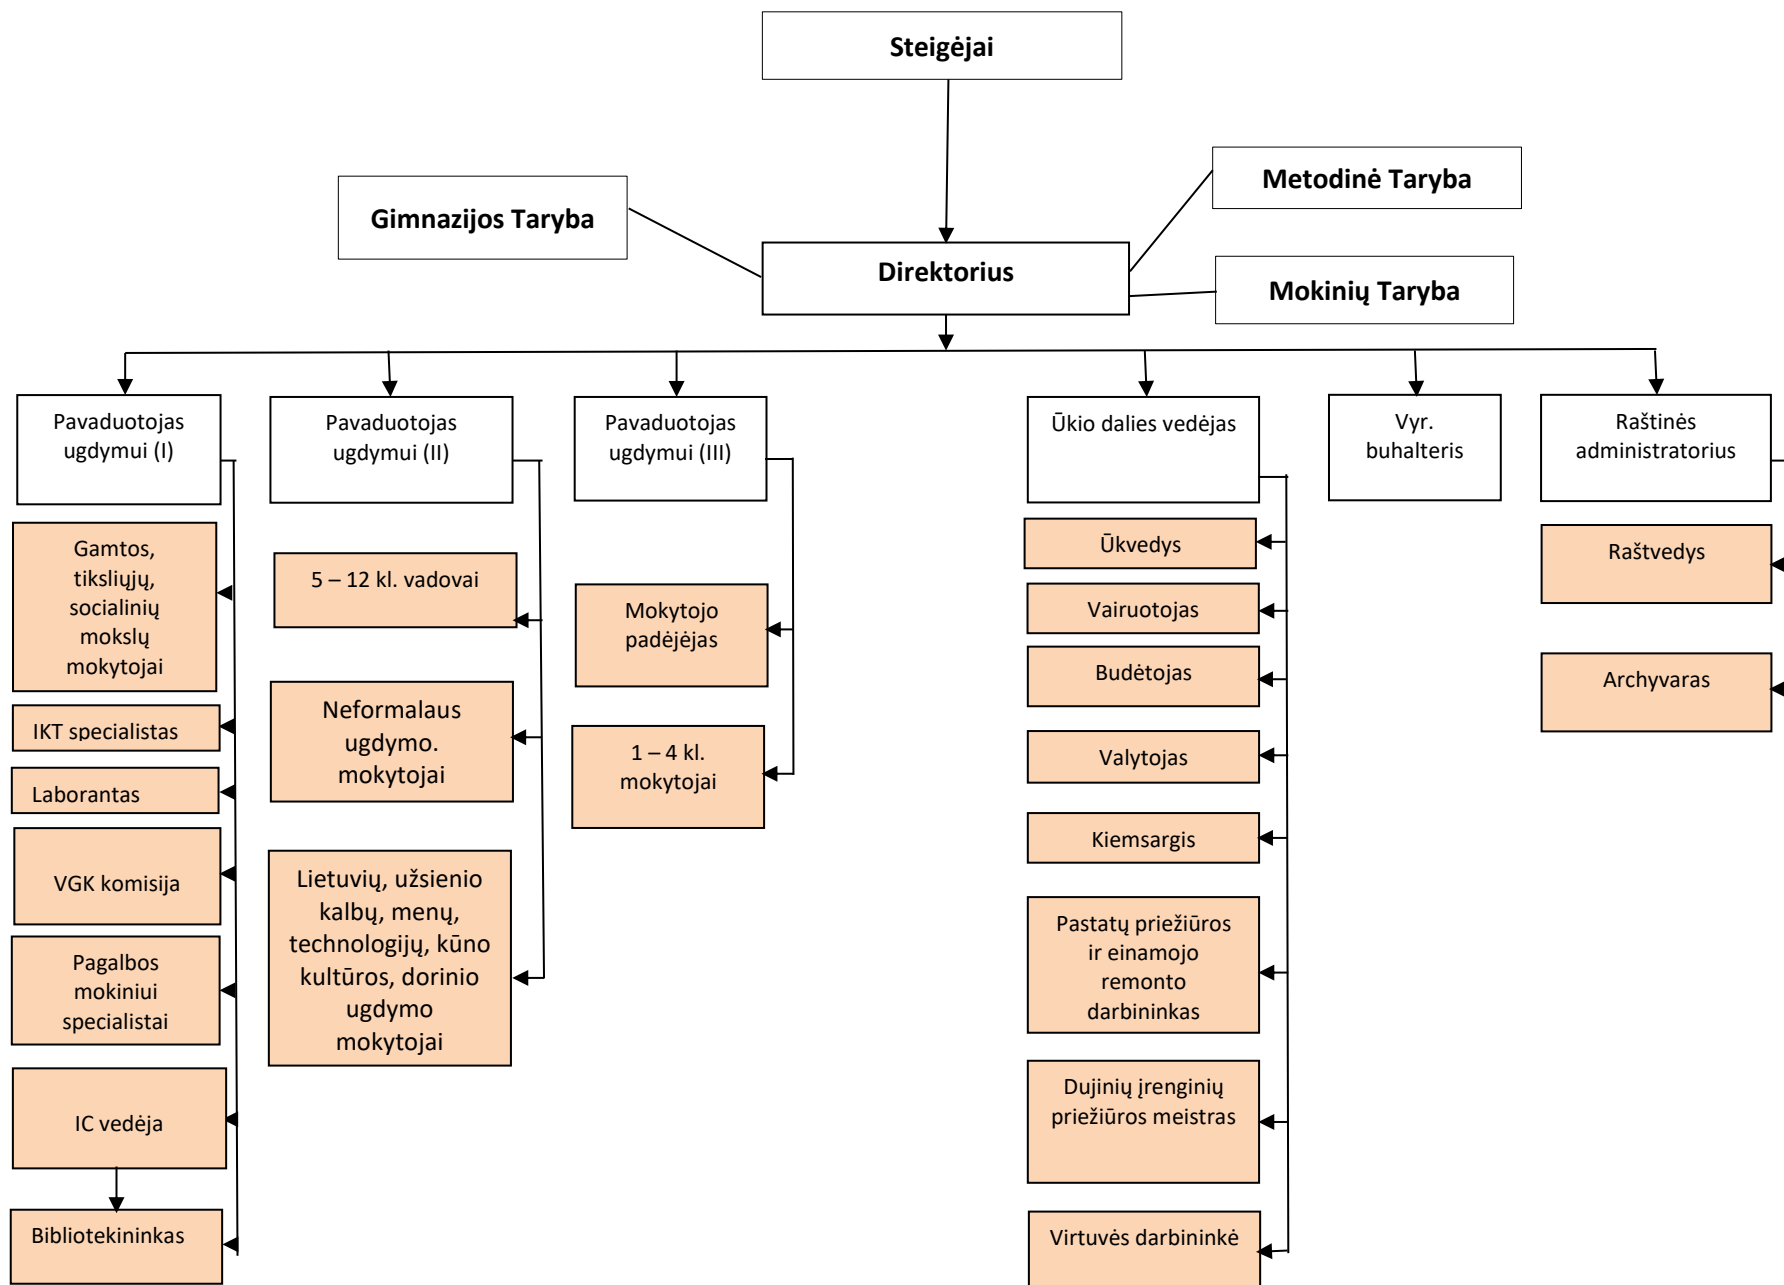 Steigėjai
Gimnazijos Taryba
Metodinė Taryba
Direktorius
Mokinių Taryba
Pavaduotojas
ugdymui (I)
Pavaduotojas
ugdymui (II)
Pavaduotojas
ugdymui (III)
Ūkio dalies vedėjas
Vyr.
buhalteris
Raštinės
administratorius
Gamtos,
tiksliųjų,
socialinių
mokslų
mokytojai
IKT specialistas
Laborantas
VGK komisija
Pagalbos
mokiniui
specialistai
IC vedėja
Bibliotekininkas
5 – 12 kl. vadovai
Neformalaus
ugdymo.
mokytojai
Lietuvių, užsienio
kalbų, menų,
technologijų, kūno
kultūros, dorinio
ugdymo
mokytojai
Mokytojo
padėjėjas
1 – 4 kl.
mokytojai
Ūkvedys
Vairuotojas
Budėtojas
Valytojas
Kiemsargis
Pastatų priežiūros
ir einamojo
remonto
darbininkas
Dujinių įrenginių
priežiūros meistras
Virtuvės darbininkė
Raštvedys
Archyvaras